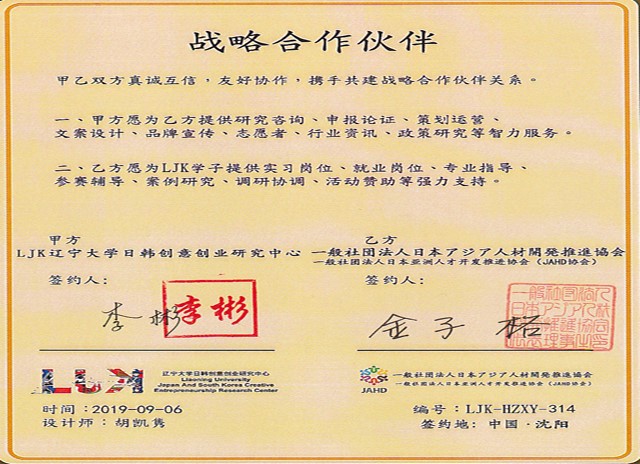 战略合作伙伴
甲乙双方真诚互信，友好协作，携手共建战略合作伙伴关系。
一、甲方愿为乙方提供研究咨询、申报论证、策划运营、
文案设计、品牌宣传、志愿者、行业资讯、政策研究等智力服务。
二、乙方愿为LJK学子提供实习岗位、就业岗位、专业指导、
参赛辅导、案例研究、调研协调、活动赞助等强力支持。
甲方
LJK辽宁大学日韩创意创业研究中心
签约人:
李彬
李彬
乙方
一般社団法人日本アジア人材開発推進協会
一般社团法人日本亚洲人才开发推进协会（JAHD协会）
签约人:
金子
LJK
辽宁大学日韩创意创业研究中心
Liaoning University
Japan And South Korea Creative
Entrepreneurship Research Center
时间：2019-09-06
设计师：胡凯隽
JAHD
一般社団法人日本アジア人材開発推進協会
一般社团法人日本亚洲人才开发推进协会（JAHD协会）
编号：LJK-HZXY-314
签约地: 中国·沈阳